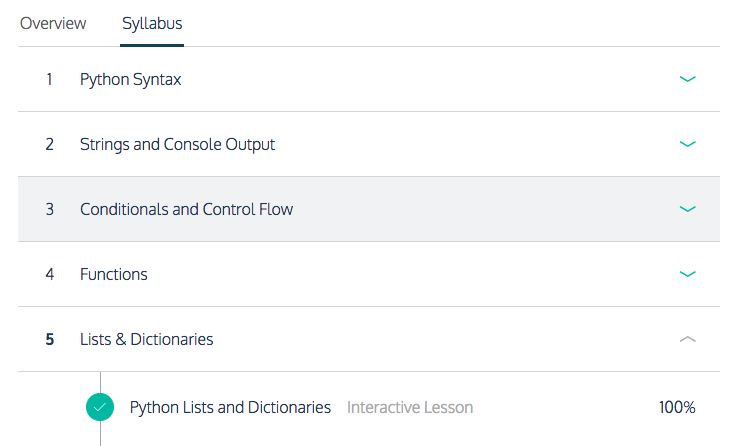 Overview Syllabus
1 Python Syntax
2 Strings and Console Output
3 Conditionals and Control Flow
4 Functions
5 Lists & Dictionaries
Python Lists and Dictionaries Interactive Lesson 100%